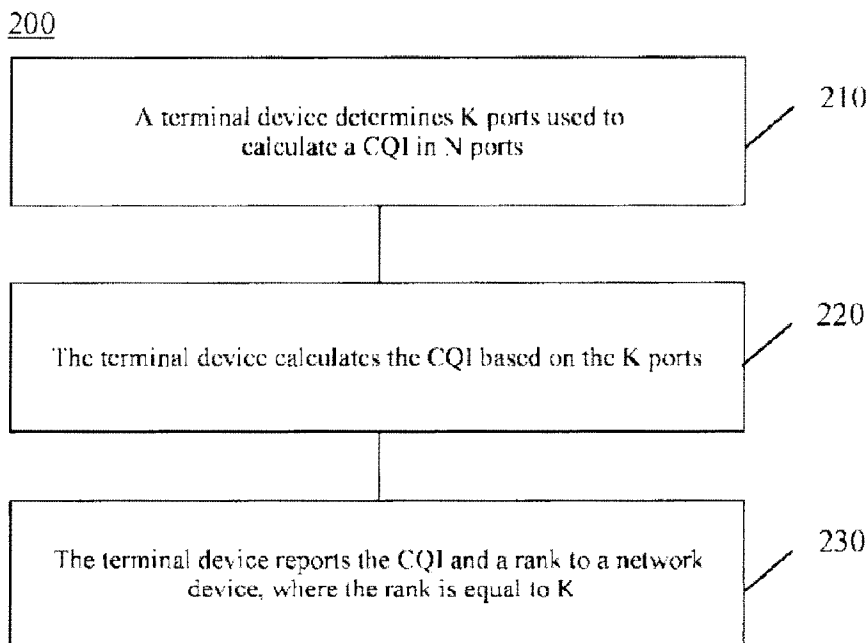 200
A terminal device determines K ports used to
calculate a CQI in N ports
210
The terminal device calculates the CQI based on the K ports
220
The terminal device reports the CQI and a rank to a network
device, where the rank is equal to K
230